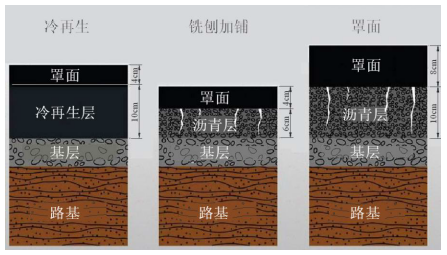 冷再生
铣刨加铺
罩面
罩面
4cm
冷再生层
10cm
基层
路基
罩面
4cm
沥青层
6cm
基层
路基
罩面
8cm
沥青层
10cm
基层
路基